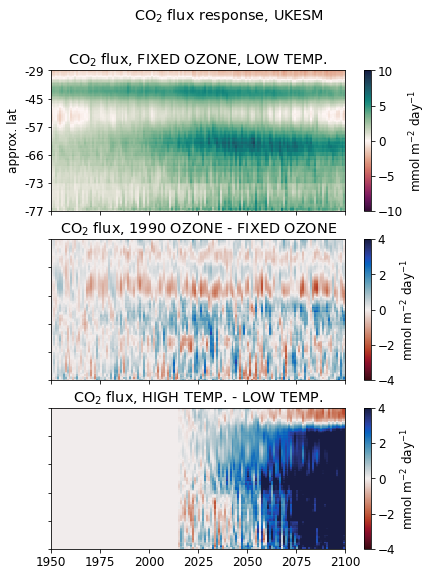 CO₂ flux response, UKESM
CO₂ flux, FIXED OZONE, LOW TEMP.
approx. lat
-29
-45
-57
-66
-73
-77
10
5
0
−5
−10
mmol m⁻² day⁻¹
CO₂ flux, 1990 OZONE - FIXED OZONE
4
2
0
−2
−4
mmol m⁻² day⁻¹
CO₂ flux, HIGH TEMP. - LOW TEMP.
4
2
0
−2
−4
mmol m⁻² day⁻¹
1950 1975 2000 2025 2050 2075 2100